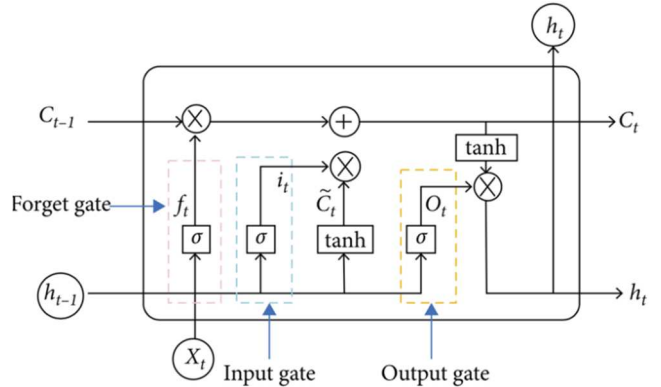 h_t
C_{t-1}
C_t
tanh
i_t
Forget gate
f_t
C̃_t
O_t
σ
σ
tanh
σ
h_{t-1}
h_t
X_t
Input gate
Output gate